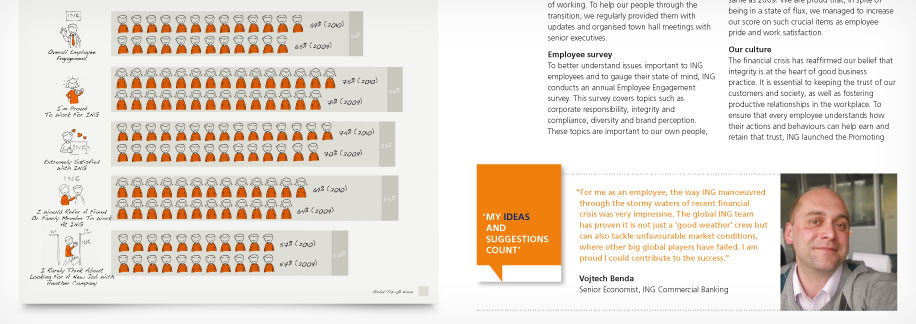 ING
Overall Employee
Engagement
69% (2010)
65% (2009)
I'm Proud
To Work For ING
75% (2010)
71% (2009)
ING
Extremely Satisfied
With ING
74% (2010)
70% (2009)
ING
I Would Refer A Friend
Or Family Member To Work
At ING
(2010)
64% (2009)
I Rarely Think About
Looking For A New Job With
Another Company
57% (2010)
57% (2009)
of working. To help our people through the
transition, we regularly provided them with
updates and organised town hall meetings with
senior executives.
Employee survey
To better understand issues important to ING
employees and to gauge their state of mind, ING
conducts an annual Employee Engagement
survey. This survey covers topics such as
corporate responsibility, integrity and
compliance, diversity and brand perception.
These topics are important to our own people,
same as 2009. We are proud that, in spite of
being in a state of flux, we managed to increase
our score on such crucial items as employee
pride and work satisfaction.
Our culture
The financial crisis has reaffirmed our belief that
integrity is at the heart of good business
practice. It is essential to keeping the trust of our
customers and society, as well as fostering
productive relationships in the workplace. To
ensure that every employee understands how
their actions and behaviours can help earn and
retain that trust, ING launched the Promoting
'MY IDEAS
AND
SUGGESTIONS
COUNT'
"For me as an employee, the way ING manoeuvred
through the stormy waters of recent financial
crisis was very impressive. The global ING team
has proven it is not just a 'good weather' crew but
can also tackle unfavourable market conditions,
where other big global players have failed. I am
proud I could contribute to the success."
Vojtech Benda
Senior Economist, ING Commercial Banking